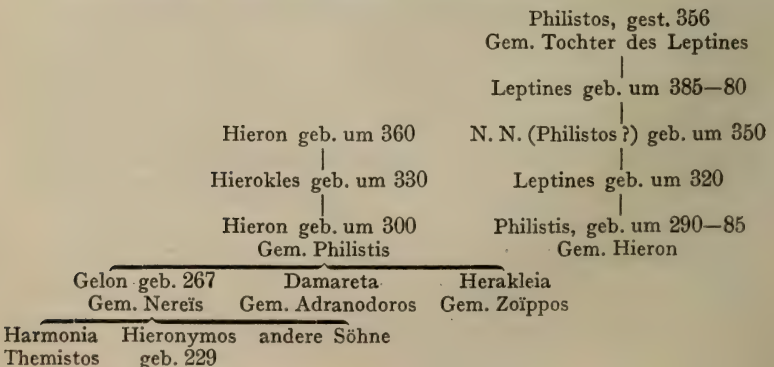 Philistos, gest. 356
Gem. Tochter des Leptines
Leptines geb. um 385—80
Hieron geb. um 360 N. N. (Philistos?) geb. um 350
Hierokles geb. um 330 Leptines geb. um 320
Hieron geb. um 300 Philistis, geb. um 290—85
Gem. Philistis Gem. Hieron
Gelon geb. 267 Damareta Herakleia
Gem. Nereïs Gem. Adranodoros Gem. Zoïppos
Harmonia Hieronymos andere Söhne
Themistos geb. 229